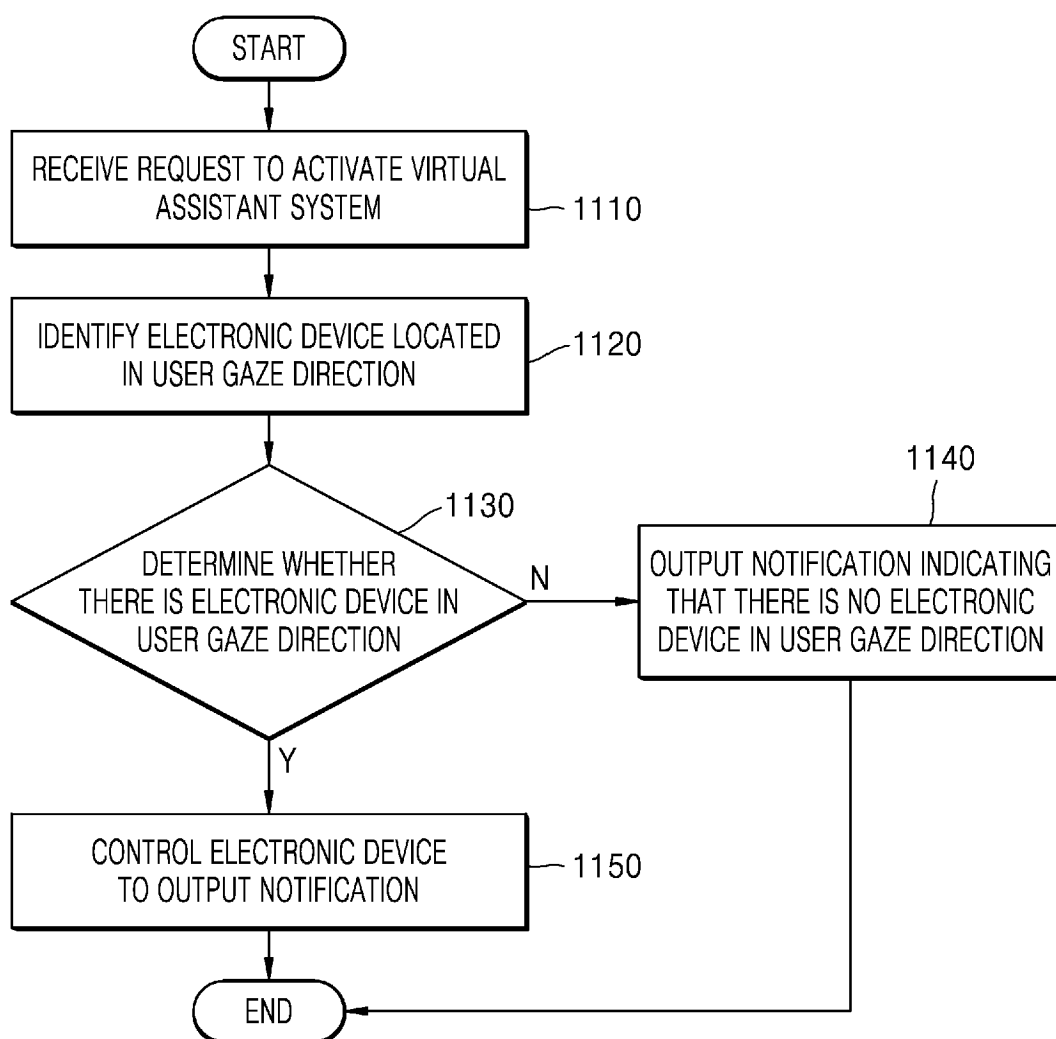 START
RECEIVE REQUEST TO ACTIVATE VIRTUAL
ASSISTANT SYSTEM
1110
IDENTIFY ELECTRONIC DEVICE LOCATED
IN USER GAZE DIRECTION
1120
1130
DETERMINE WHETHER
THERE IS ELECTRONIC DEVICE IN
USER GAZE DIRECTION
N
1140
OUTPUT NOTIFICATION INDICATING
THAT THERE IS NO ELECTRONIC
DEVICE IN USER GAZE DIRECTION
Y
CONTROL ELECTRONIC DEVICE
TO OUTPUT NOTIFICATION
1150
END